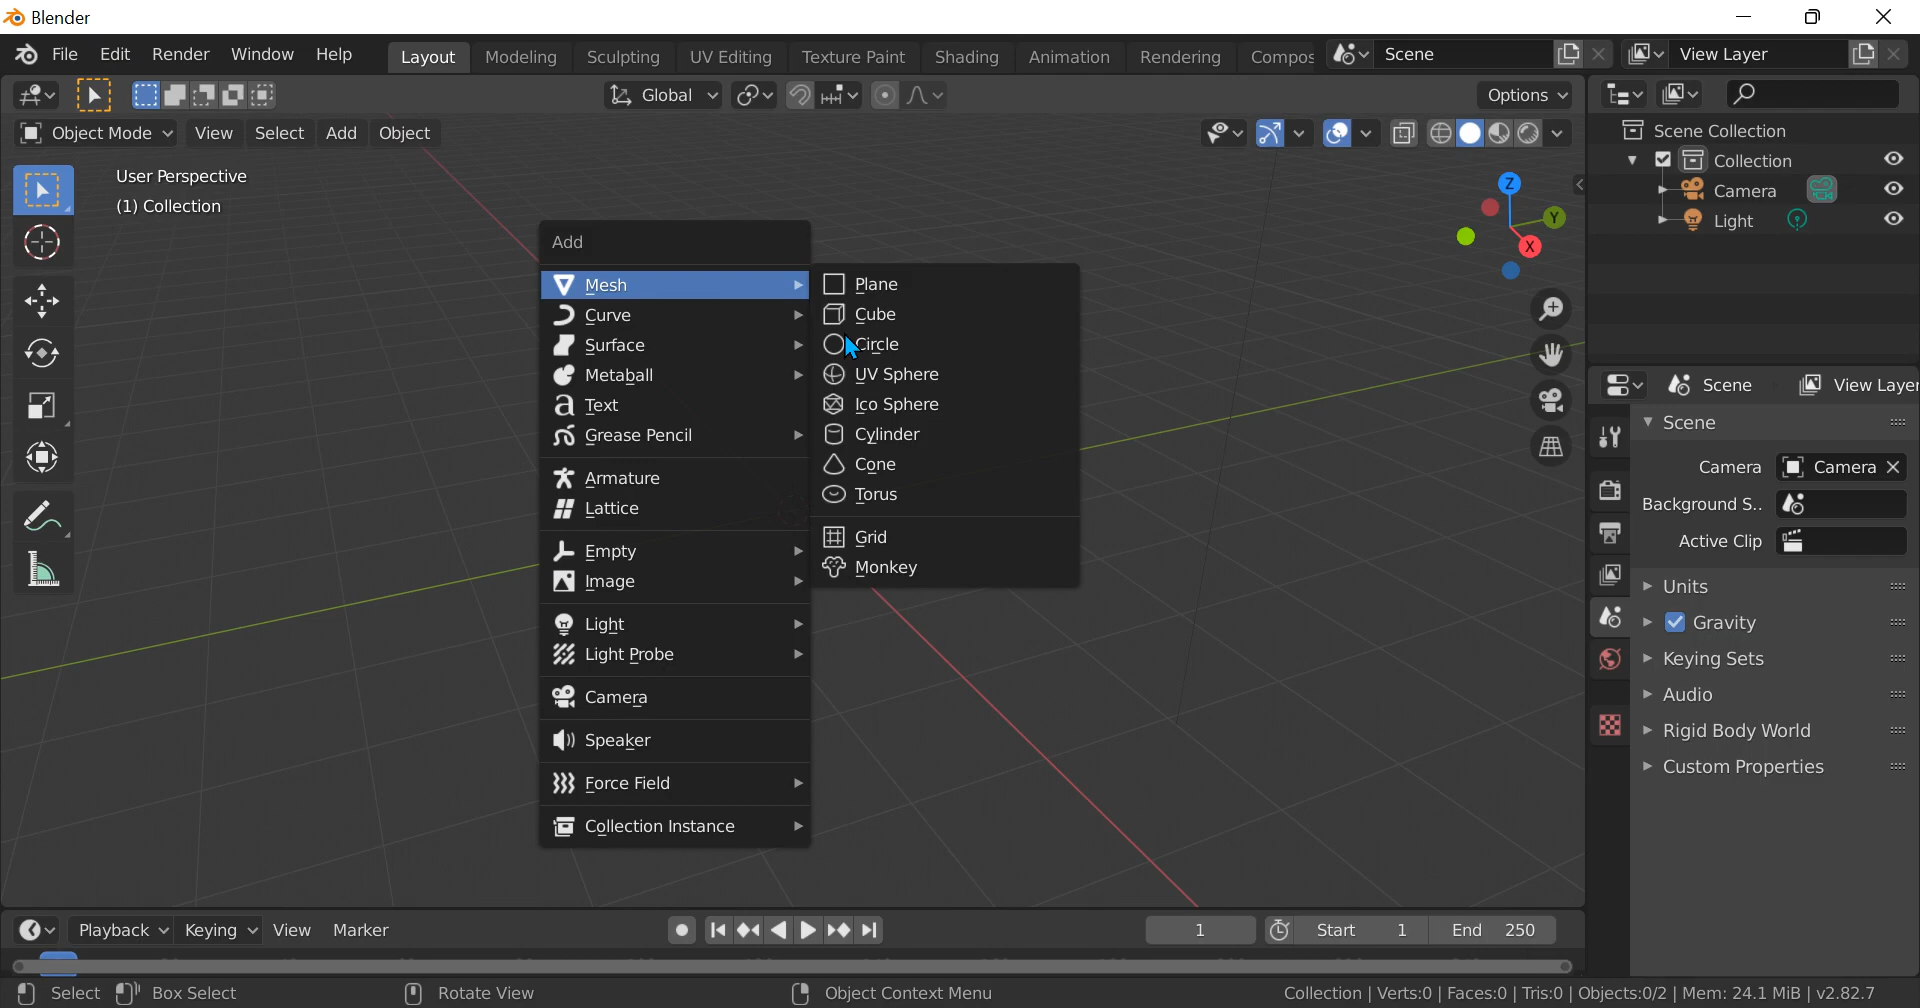 Blender
File Edit Render Window Help Layout Modeling Sculpting UV Editing Texture Paint Shading Animation Rendering Compos Scene View Layer
Global Options
Object Mode View Select Add Object
User Perspective
(1) Collection
Z
Y
X
Add
Mesh
Curve
Surface
Metaball
Text
Grease Pencil
Armature
Lattice
Empty
Image
Light
Light Probe
Camera
Speaker
Force Field
Collection Instance
Plane
Cube
Circle
UV Sphere
Ico Sphere
Cylinder
Cone
Torus
Grid
Monkey
Scene Collection
Collection
Camera
Light
Scene View Layer
Scene
Camera Camera
Background S..
Active Clip
Units
Gravity
Keying Sets
Audio
Rigid Body World
Custom Properties
Playback Keying View Marker 1 Start 1 End 250
Select Box Select Rotate View Object Context Menu Collection | Verts:0 | Faces:0 | Tris:0 | Objects:0/2 | Mem: 24.1 MiB | v2.82.7